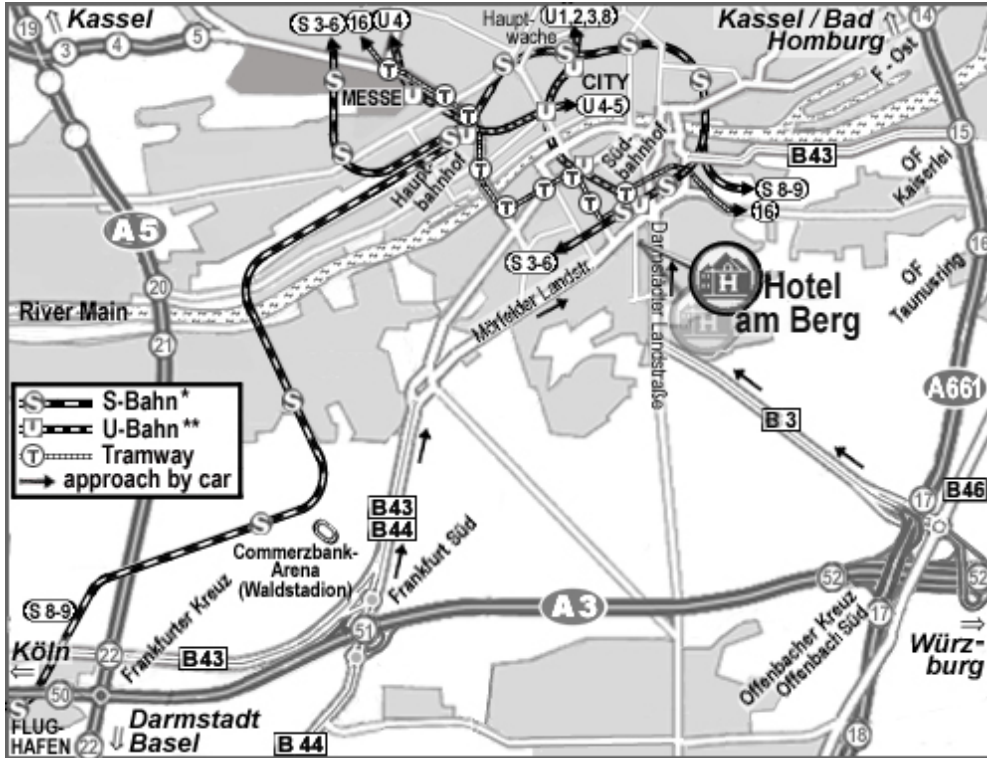 19
Kassel
3
4
5
S 3-6
16
U 4
Haupt-
wache
U1,2,3,8
Kassel / Bad
Homburg
14
F - Ost
MESSE
CITY
U 4-5
Haupt-
bahnhof
Süd-
bahnhof
B43
15
OF
Kaiserlei
S 8-9
16
A5
S 3-6
Darmstädter Landstraße
Mörfelder Landstr.
H
Hotel
am Berg
H
16
OF
Taunusring
20
River Main
21
S S-Bahn*
U U-Bahn**
T Tramway
approach by car
A661
B 3
B43
B44
17
B46
Commerzbank-
Arena
(Waldstadion)
Frankfurt Süd
Frankfurter Kreuz
S 8-9
A 3
52
52
17
51
Offenbacher Kreuz
Offenbach Süd
Würz-
burg
Köln
22
B43
50
FLUG-
HAFEN
22
Darmstadt
Basel
B 44
18